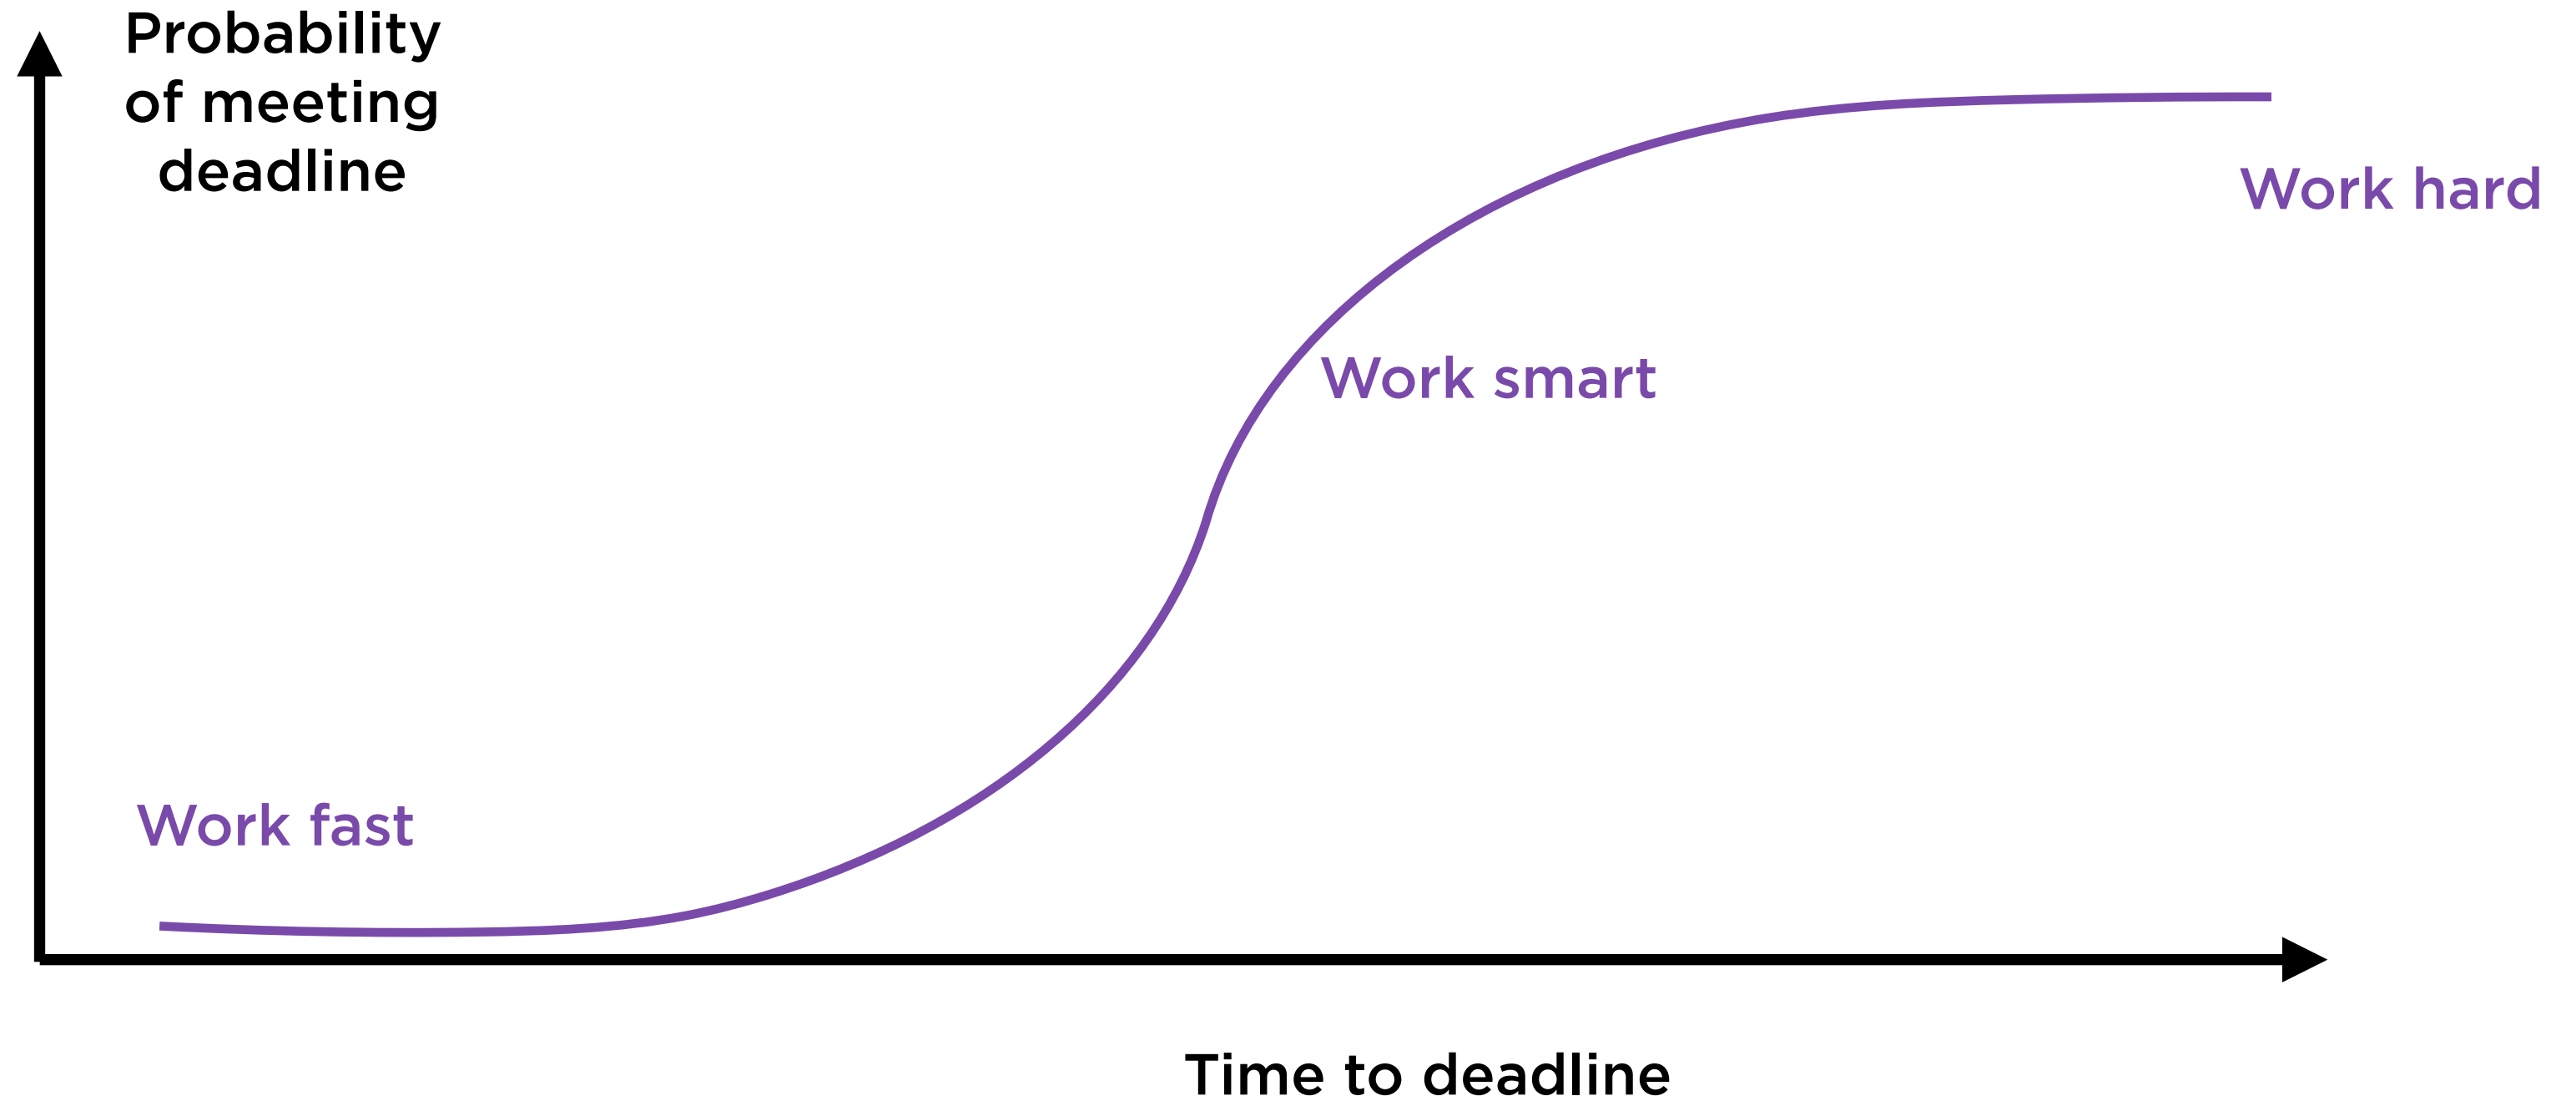 Probability
of meeting
deadline
Work hard
Work smart
Work fast
Time to deadline